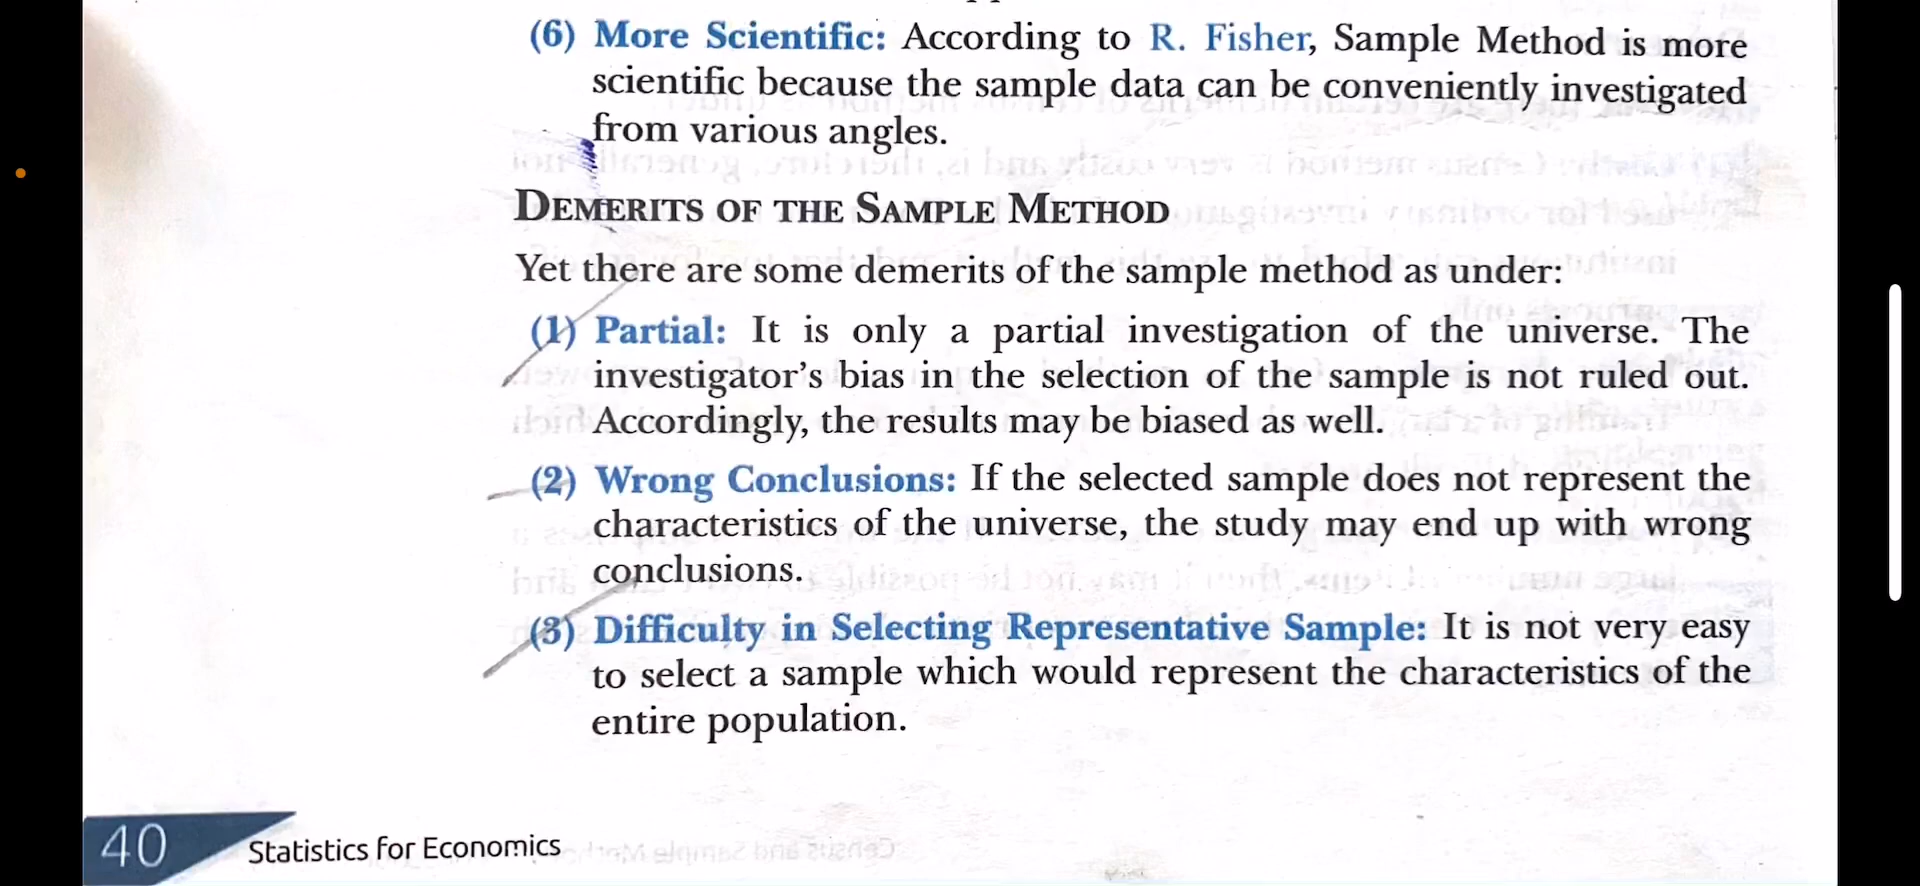 (6) More Scientific: According to R. Fisher, Sample Method is more
scientific because the sample data can be conveniently investigated
from various angles.
DEMERITS OF THE SAMPLE METHOD
Yet there are some demerits of the sample method as under:
(1) Partial: It is only a partial investigation of the universe. The
investigator's bias in the selection of the sample is not ruled out.
Accordingly, the results may be biased as well.
(2) Wrong Conclusions: If the selected sample does not represent the
characteristics of the universe, the study may end up with wrong
conclusions.
(3) Difficulty in Selecting Representative Sample: It is not very easy
to select a sample which would represent the characteristics of the
entire population.
40 Statistics for Economics